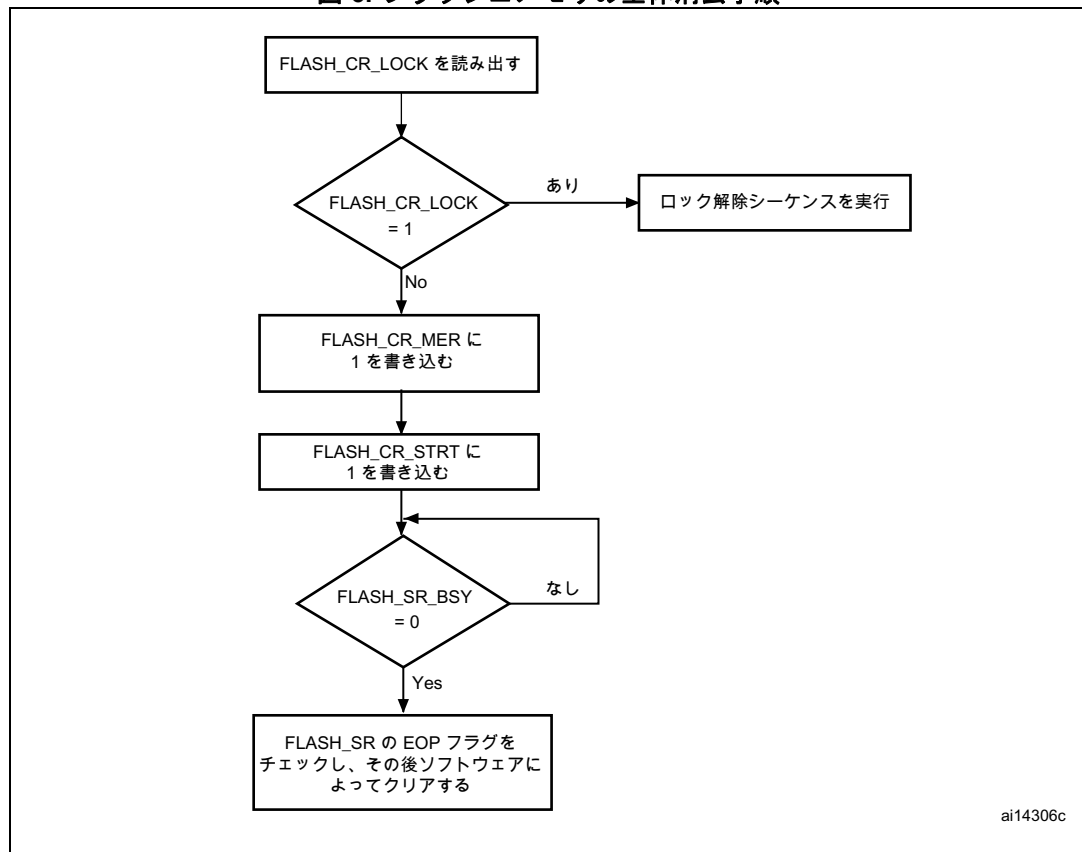 FLASH_CR_LOCK を読み出す
FLASH_CR_LOCK
= 1
あり
ロック解除シーケンスを実行
No
FLASH_CR_MER に
1 を書き込む
FLASH_CR_STRT に
1 を書き込む
FLASH_SR_BSY
= 0
なし
Yes
FLASH_SR の EOP フラグを
チェックし、その後ソフトウェアに
よってクリアする
ai14306c